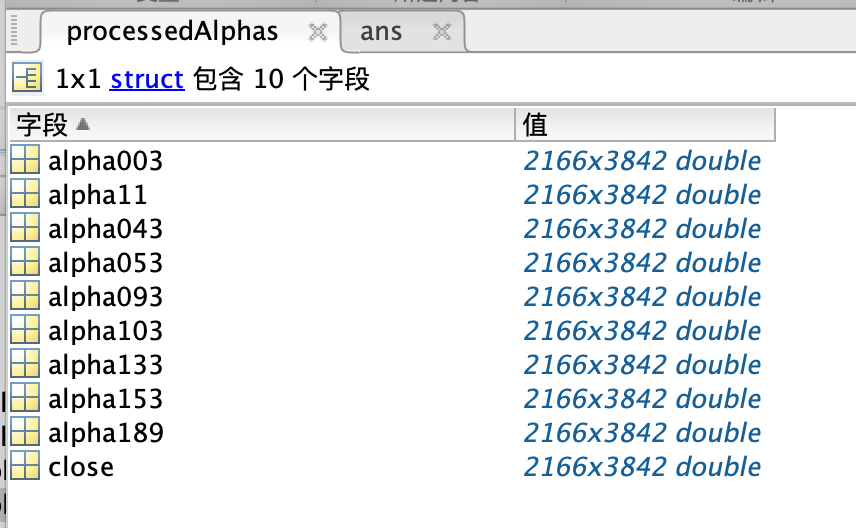 processedAlphas ans
1x1 struct 包含 10 个字段
字段 值
alpha003 2166x3842 double
alpha11 2166x3842 double
alpha043 2166x3842 double
alpha053 2166x3842 double
alpha093 2166x3842 double
alpha103 2166x3842 double
alpha133 2166x3842 double
alpha153 2166x3842 double
alpha189 2166x3842 double
close 2166x3842 double